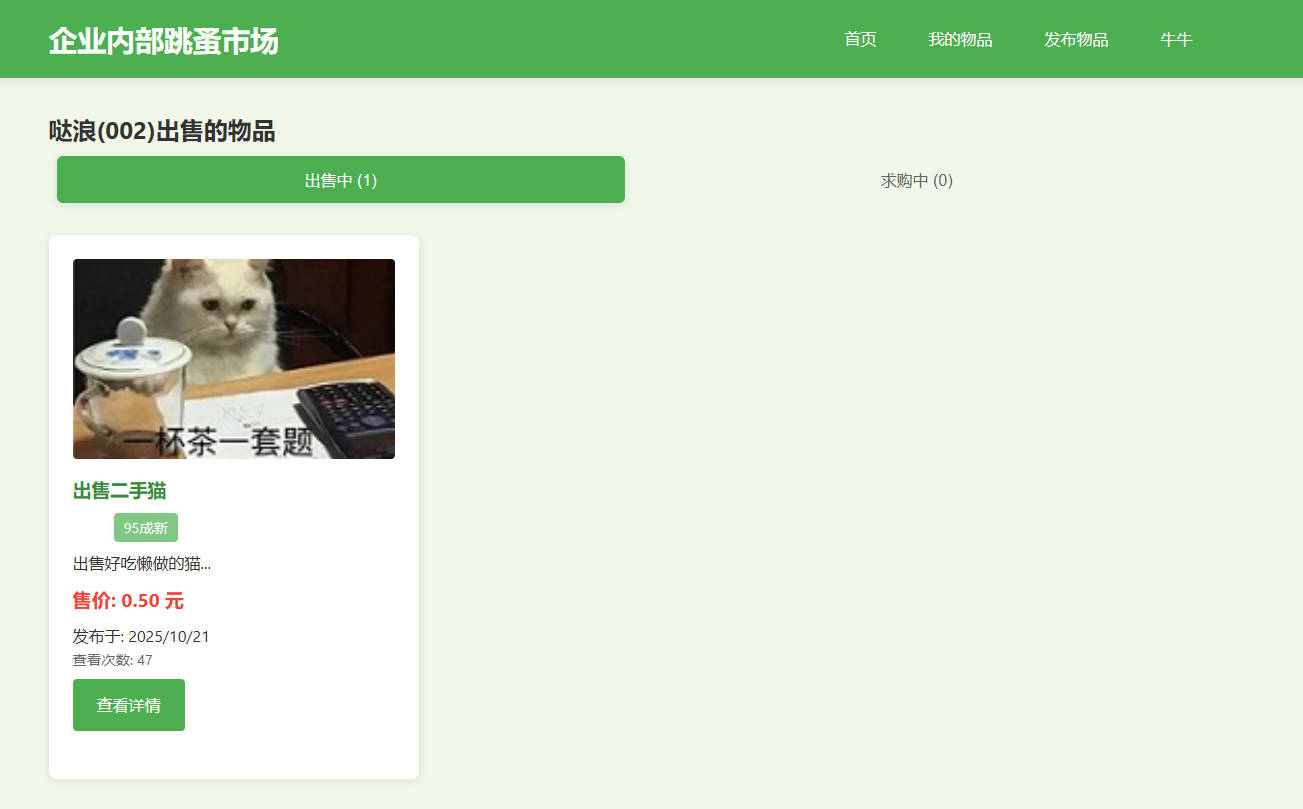 企业内部跳蚤市场
首页
我的物品
发布物品
牛牛
哒浪(002)出售的物品
出售中 (1)
求购中 (0)
一杯茶一套题
出售二手猫
95成新
出售好吃懒做的猫...
售价: 0.50 元
发布于: 2025/10/21
查看次数: 47
查看详情